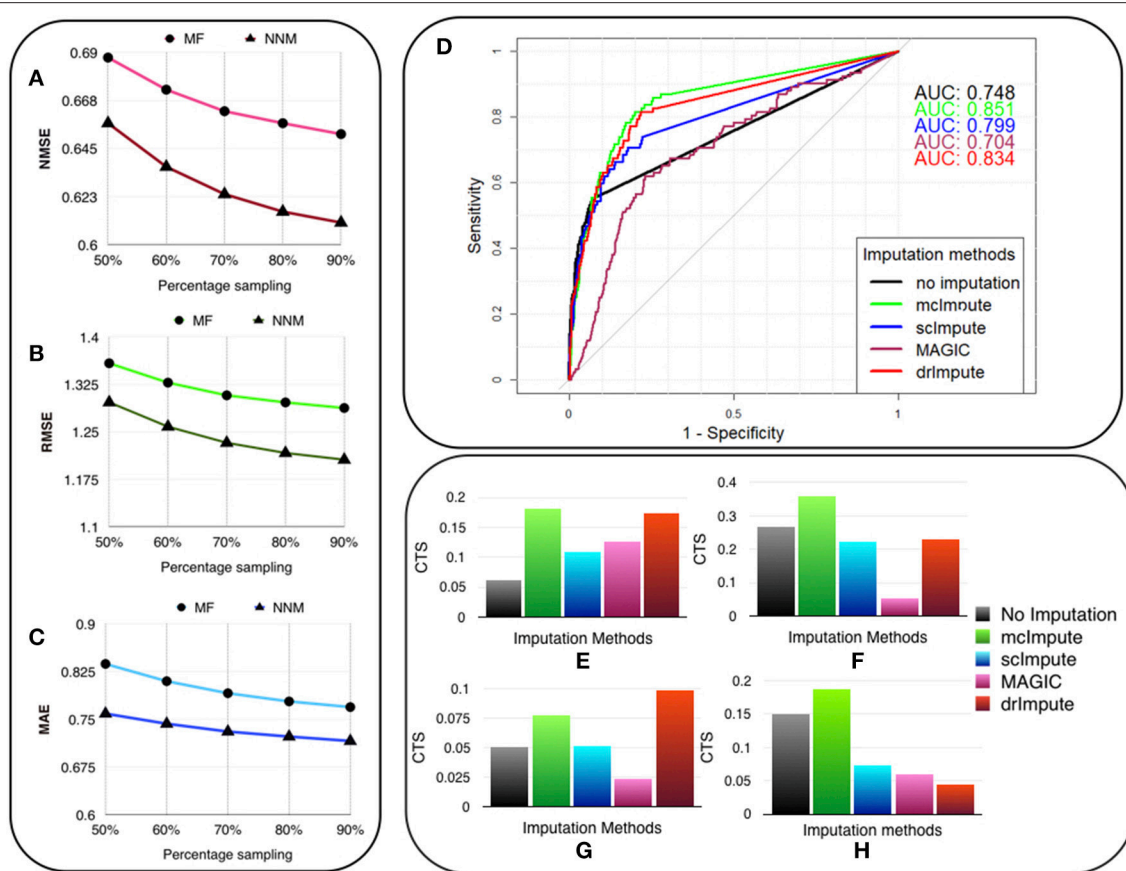 A
MF NNM
NMSE
0.69
0.668
0.645
0.623
0.6
50% 60% 70% 80% 90%
Percentage sampling
B
MF NNM
RMSE
1.4
1.325
1.25
1.175
1.1
50% 60% 70% 80% 90%
Percentage sampling
C
MF NNM
MAE
0.9
0.825
0.75
0.675
0.6
50% 60% 70% 80% 90%
Percentage sampling
D
Sensitivity
1
0.8
0.6
0.4
0.2
0
0 0.5 1
1 - Specificity
AUC: 0.748
AUC: 0.851
AUC: 0.799
AUC: 0.704
AUC: 0.834
Imputation methods
no imputation
mcImpute
scImpute
MAGIC
drImpute
CTS
0.2
0.15
0.1
0.05
0
Imputation Methods
E
CTS
0.4
0.3
0.2
0.1
0
Imputation Methods
F
CTS
0.1
0.075
0.05
0.025
0
Imputation Methods
G
CTS
0.2
0.15
0.1
0.05
0
Imputation methods
H
No Imputation
mcImpute
scImpute
MAGIC
drImpute